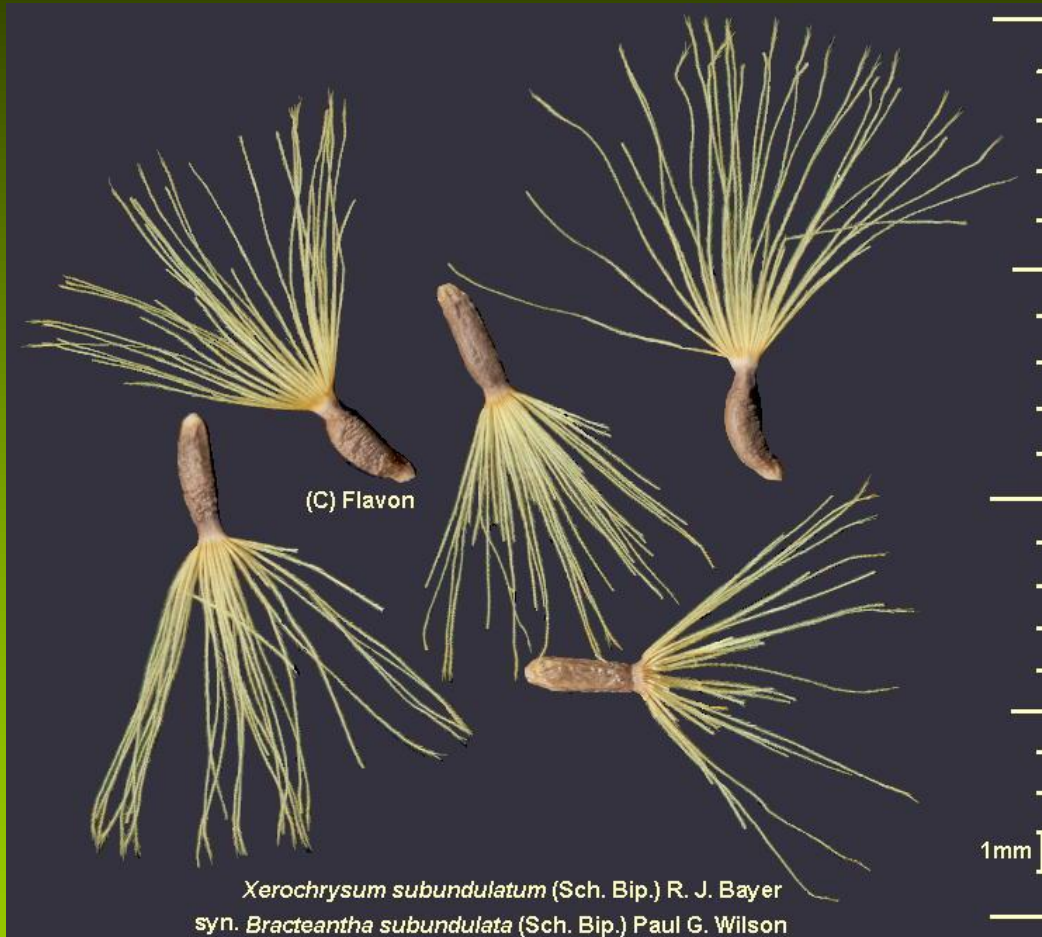 (C) Flavon
1mm
Xerochrysum subundulatum (Sch. Bip.) R. J. Bayer
syn. Bracteantha subundulata (Sch. Bip.) Paul G. Wilson